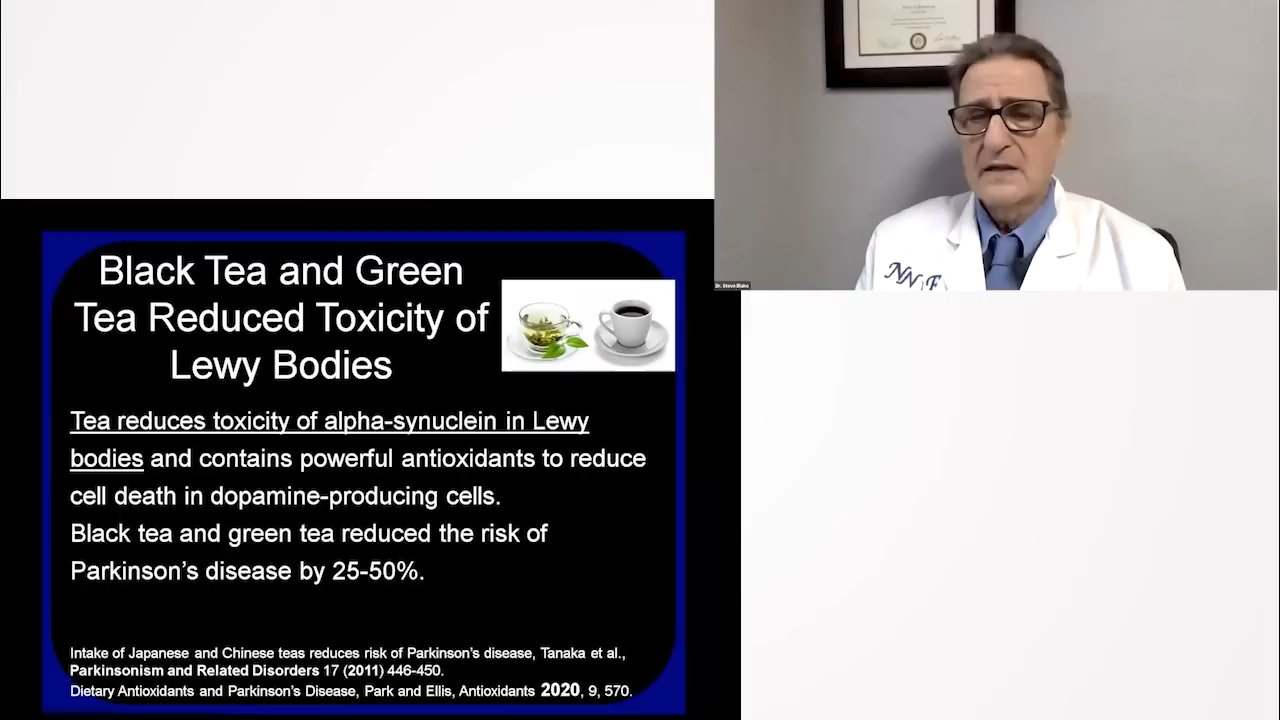 Black Tea and Green
Tea Reduced Toxicity of
Lewy Bodies
Tea reduces toxicity of alpha-synuclein in Lewy
bodies and contains powerful antioxidants to reduce
cell death in dopamine-producing cells.
Black tea and green tea reduced the risk of
Parkinson’s disease by 25-50%.
Intake of Japanese and Chinese teas reduces risk of Parkinson’s disease, Tanaka et al.,
Parkinsonism and Related Disorders 17 (2011) 446-450.
Dietary Antioxidants and Parkinson’s Disease, Park and Ellis, Antioxidants 2020, 9, 570.
Dr. Steve Blake
NNRF